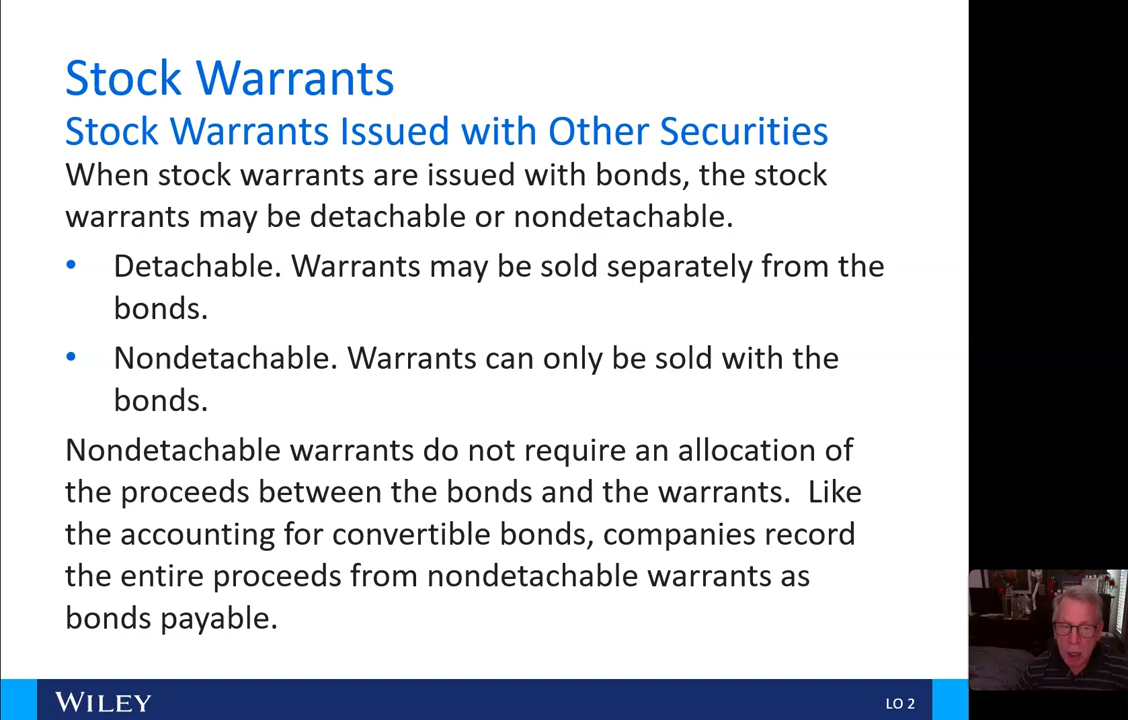 Stock Warrants
Stock Warrants Issued with Other Securities
When stock warrants are issued with bonds, the stock
warrants may be detachable or nondetachable.
• Detachable. Warrants may be sold separately from the
bonds.
• Nondetachable. Warrants can only be sold with the
bonds.
Nondetachable warrants do not require an allocation of
the proceeds between the bonds and the warrants.  Like
the accounting for convertible bonds, companies record
the entire proceeds from nondetachable warrants as
bonds payable.
WILEY
LO 2